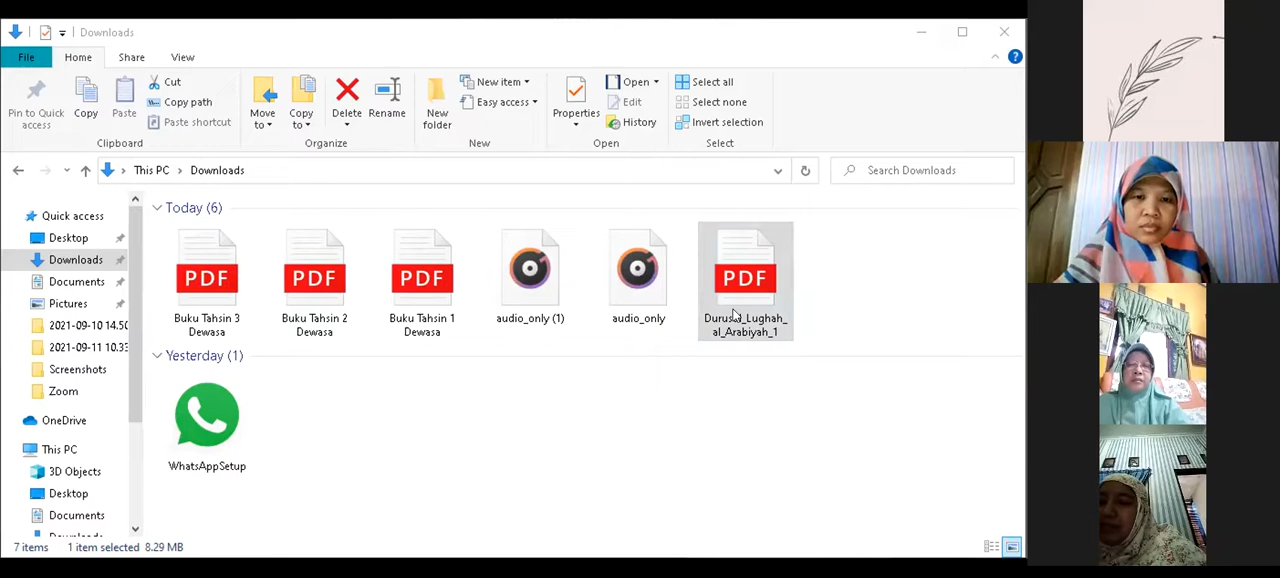 Downloads
File
Home
Share
View
Pin to Quick
access
Copy
Paste
Cut
Copy path
Paste shortcut
Clipboard
Move
to
Copy
to
Delete
Rename
Organize
New
folder
New item
Easy access
New
Properties
Open
Edit
History
Open
Select all
Select none
Invert selection
Select
This PC
Downloads
Search Downloads
Quick access
Desktop
Downloads
Documents
Pictures
2021-09-10 14.50
2021-09-11 10.33
Screenshots
Zoom
OneDrive
This PC
3D Objects
Desktop
Documents
Today (6)
PDF
Buku Tahsin 3
Dewasa
PDF
Buku Tahsin 2
Dewasa
PDF
Buku Tahsin 1
Dewasa
audio_only (1)
audio_only
PDF
al_Arabiyah_1
Yesterday (1)
WhatsAppSetup
7 items
1 item selected 8.29 MB